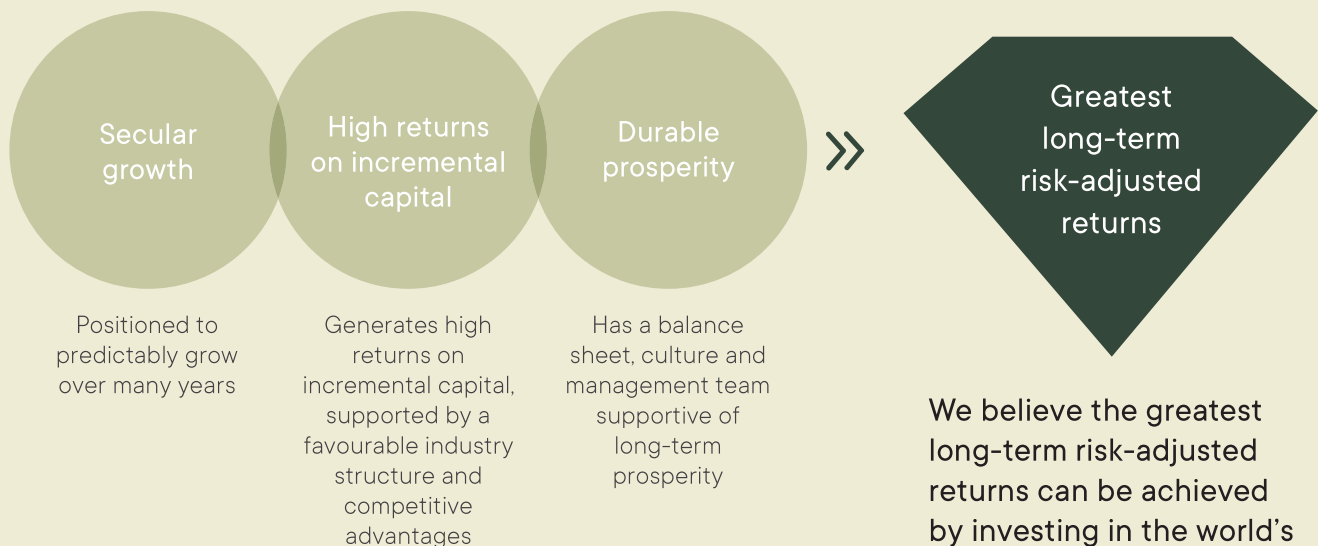 Secular
growth
High returns
on incremental
capital
Durable
prosperity
Greatest
long-term
risk-adjusted
returns
Positioned to
predictably grow
over many years
Generates high
returns on
incremental capital,
supported by a
favourable industry
structure and
competitive
advantages
Has a balance
sheet, culture and
management team
supportive of
long-term
prosperity
We believe the greatest
long-term risk-adjusted
returns can be achieved
by investing in the world’s